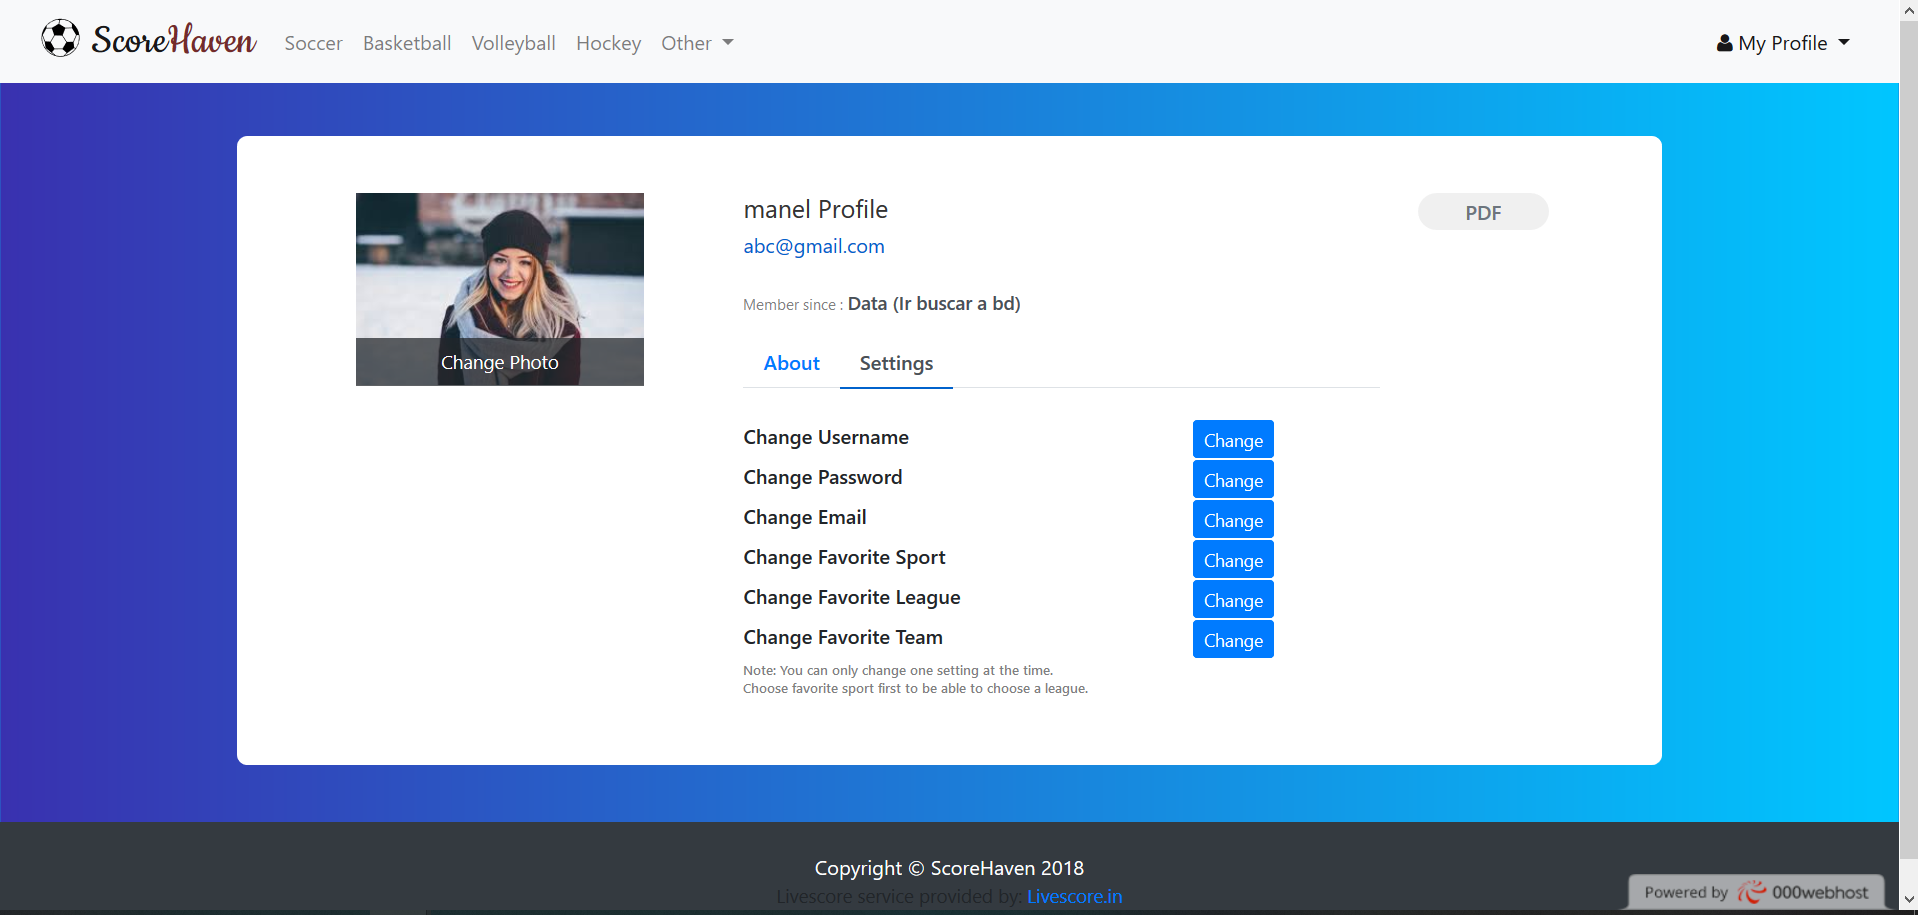 ScoreHaven Soccer Basketball Volleyball Hockey Other My Profile
manel Profile PDF
abc@gmail.com
Member since : Data (Ir buscar a bd)
Change Photo
About Settings
Change Username Change
Change Password Change
Change Email Change
Change Favorite Sport Change
Change Favorite League Change
Change Favorite Team Change
Note: You can only change one setting at the time.
Choose favorite sport first to be able to choose a league.
Copyright © ScoreHaven 2018
Livescore service provided by: Livescore.in
Powered by 000webhost